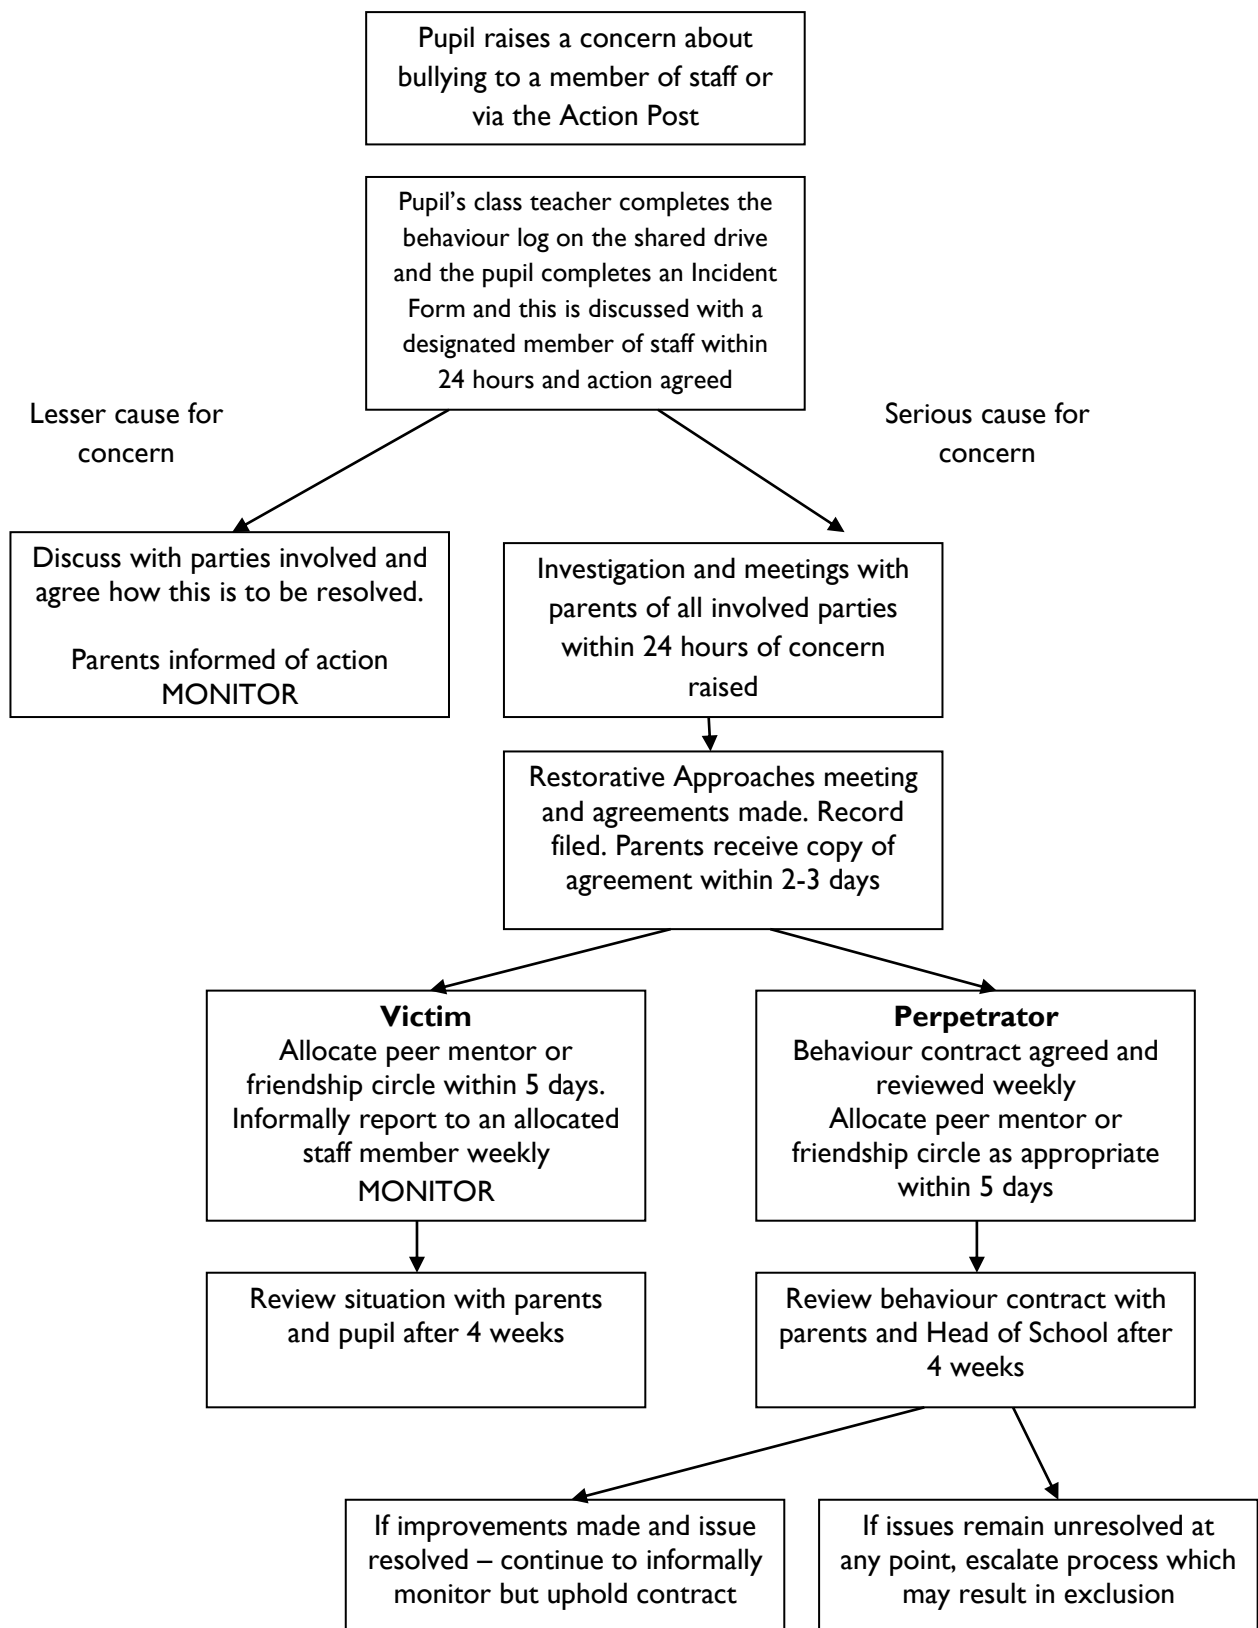 Pupil raises a concern about
bullying to a member of staff or
via the Action Post
Pupil’s class teacher completes the
behaviour log on the shared drive
and the pupil completes an Incident
Form and this is discussed with a
designated member of staff within
24 hours and action agreed
Lesser cause for
concern
Serious cause for
concern
Discuss with parties involved and
agree how this is to be resolved.
Parents informed of action
MONITOR
Investigation and meetings with
parents of all involved parties
within 24 hours of concern
raised
Restorative Approaches meeting
and agreements made. Record
filed. Parents receive copy of
agreement within 2-3 days
Victim
Allocate peer mentor or
friendship circle within 5 days.
Informally report to an allocated
staff member weekly
MONITOR
Perpetrator
Behaviour contract agreed and
reviewed weekly
Allocate peer mentor or
friendship circle as appropriate
within 5 days
Review situation with parents
and pupil after 4 weeks
Review behaviour contract with
parents and Head of School after
4 weeks
If improvements made and issue
resolved – continue to informally
monitor but uphold contract
If issues remain unresolved at
any point, escalate process which
may result in exclusion